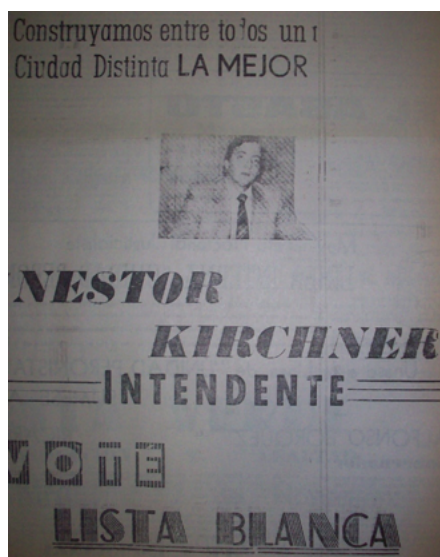 Construyamos entre todos un
Ciudad Distinta LA MEJOR
NESTOR
KIRCHNER
INTENDENTE
VOTE
LISTA BLANCA